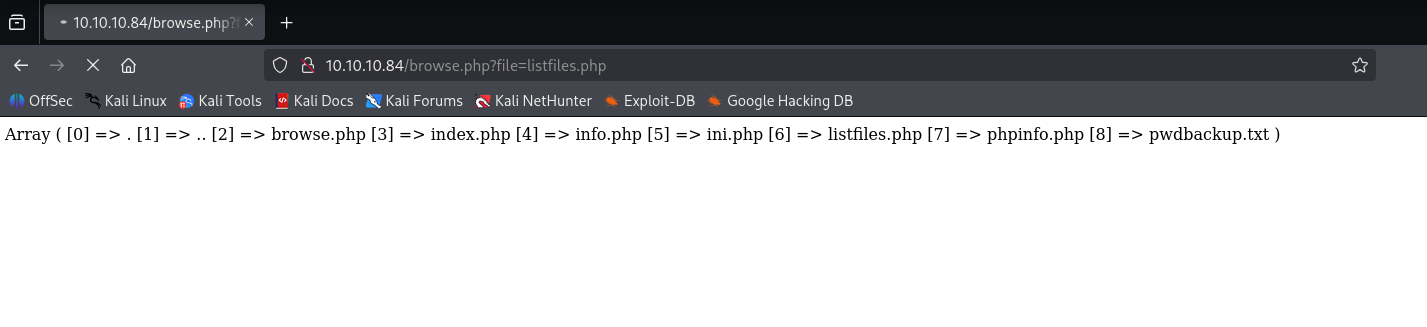 10.10.10.84/browse.php?f
10.10.10.84/browse.php?file=listfiles.php
OffSec Kali Linux Kali Tools Kali Docs Kali Forums Kali NetHunter Exploit-DB Google Hacking DB
Array ( [0] => . [1] => .. [2] => browse.php [3] => index.php [4] => info.php [5] => ini.php [6] => listfiles.php [7] => phpinfo.php [8] => pwdbackup.txt )